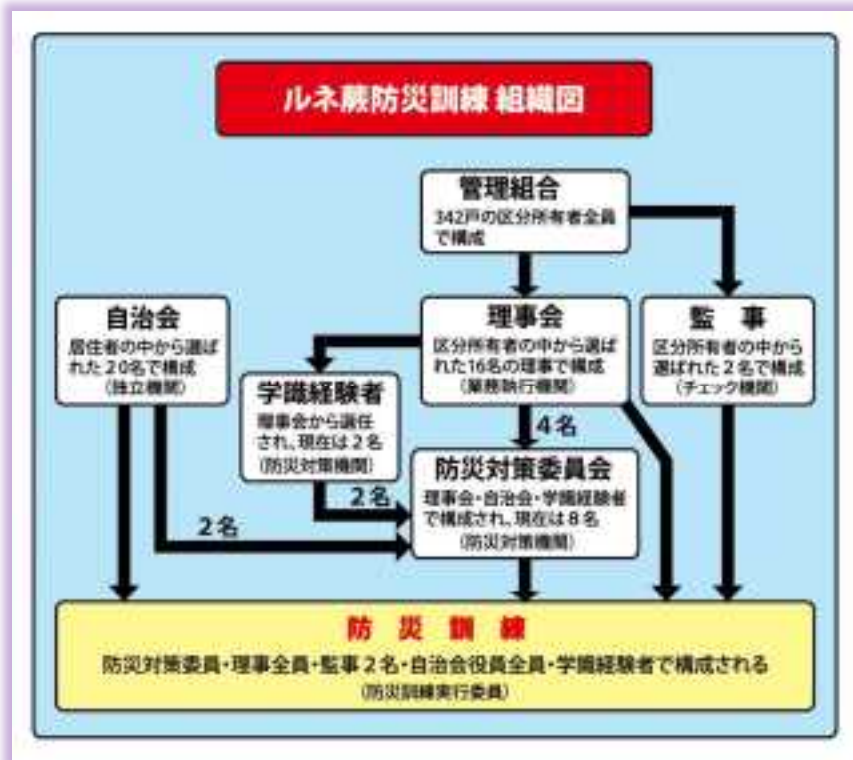 ルネ蕨防災訓練 組織図
管理組合
342戸の区分所有者全員
で構成
自治会
居住者の中から選ば
れた20名で構成
(独立機関)
理事会
区分所有者の中から選ば
れた16名の理事で構成
(業務執行機関)
監 事
区分所有者の中から
選ばれた2名で構成
(チェック機関)
学識経験者
理事会から選任
され、現在は2名
(防災対策機関)
4名
防災対策委員会
理事会・自治会・学識経験者
で構成され、現在は8名
(防災対策機関)
2名
2名
防 災 訓 練
防災対策委員・理事全員・監事2名・自治会役員全員・学識経験者で構成される
(防災訓練実行委員)